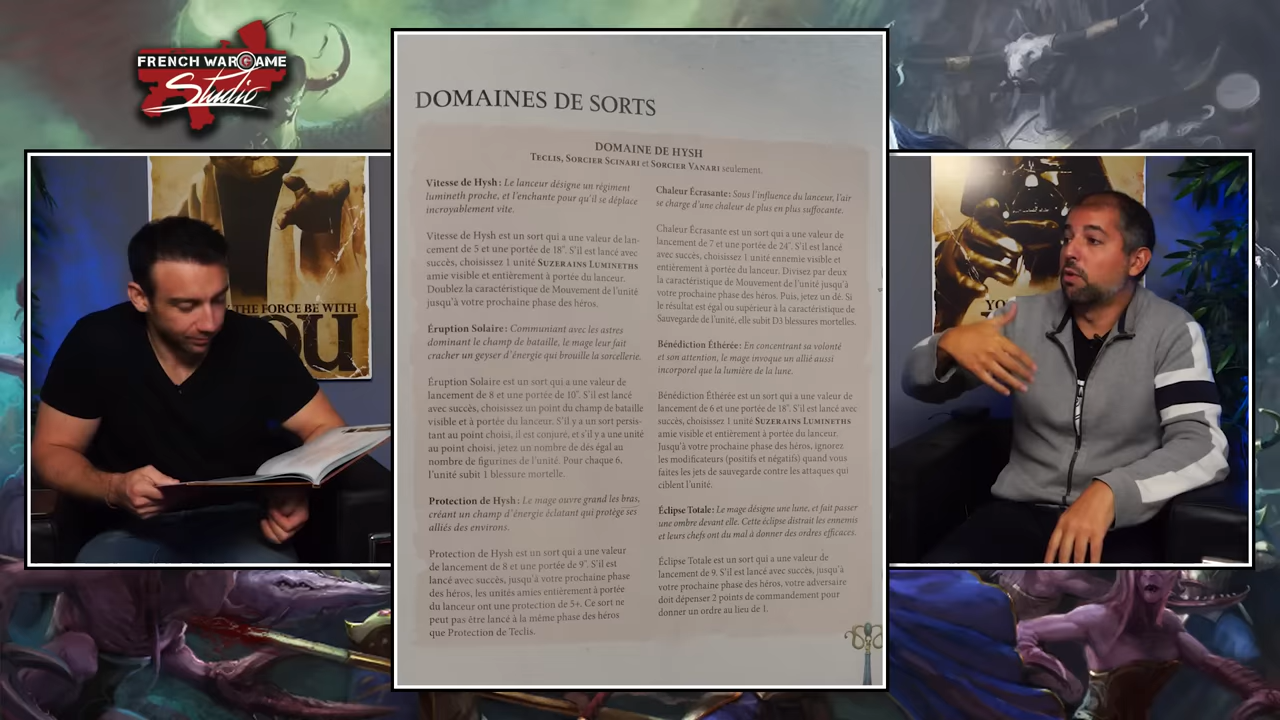 FRENCH WARGAME
Studio
THE FORCE BE WITH
YOU
DOMAINES DE SORTS
DOMAINE DE HYSH
TECLIS, SORCIER SCINARI et SORCIER VANARI seulement.
Vitesse de Hysh : Le lanceur désigne un régiment
lumineth proche, et l'enchante pour qu'il se déplace
incroyablement vite.
Vitesse de Hysh est un sort qui a une valeur de lan-
cement de 5 et une portée de 18". S'il est lancé avec
succès, choisissez 1 unité SUZERAINS LUMINETHS
amie visible et entièrement à portée du lanceur.
Doublez la caractéristique de Mouvement de l'unité
jusqu'à votre prochaine phase des héros.
Éruption Solaire : Communiant avec les astres
dominant le champ de bataille, le mage leur fait
cracher un geyser d'énergie qui brouille la sorcellerie.
Éruption Solaire est un sort qui a une valeur de
lancement de 8 et une portée de 10". S'il est lancé
avec succès, choisissez un point du champ de bataille
visible et à portée du lanceur. S'il y a un sort persis-
tant au point choisi, il est conjuré, et s'il y a une unité
au point choisi, jetez un nombre de dés égal au
nombre de figurines de l'unité. Pour chaque 6,
l'unité subit 1 blessure mortelle.
Protection de Hysh : Le mage ouvre grand les bras,
créant un champ d'énergie éclatant qui protège ses
alliés des environs.
Protection de Hysh est un sort qui a une valeur
de lancement de 8 et une portée de 9". S'il est
lancé avec succès, jusqu'à votre prochaine phase
des héros, les unités amies entièrement à portée
du lanceur ont une protection de 5+. Ce sort ne
peut pas être lancé à la même phase des héros
que Protection de Teclis.
Chaleur Écrasante : Sous l'influence du lanceur, l'air
se charge d'une chaleur de plus en plus suffocante.
Chaleur Écrasante est un sort qui a une valeur de
lancement de 7 et une portée de 24". S'il est lancé
avec succès, choisissez 1 unité ennemie visible et
entièrement à portée du lanceur. Divisez par deux
la caractéristique de Mouvement de l'unité jusqu'à
votre prochaine phase des héros. Puis, jetez un dé. Si
le résultat est égal ou supérieur à la caractéristique de
Sauvegarde de l'unité, elle subit D3 blessures mortelles.
Bénédiction Éthérée : En concentrant sa volonté
et son attention, le mage invoque un allié aussi
incorporel que la lumière de la lune.
Bénédiction Éthérée est un sort qui a une valeur de
lancement de 6 et une portée de 18". S'il est lancé avec
succès, choisissez 1 unité SUZERAINS LUMINETHS
amie visible et entièrement à portée du lanceur.
Jusqu'à votre prochaine phase des héros, ignorez
les modificateurs (positifs et négatifs) quand vous
faites les jets de sauvegarde contre les attaques qui
ciblent l'unité.
Éclipse Totale : Le mage désigne une lune, et fait passer
une ombre devant elle. Cette éclipse distrait les ennemis
et leurs chefs ont du mal à donner des ordres efficaces.
Éclipse Totale est un sort qui a une valeur de
lancement de 9. S'il est lancé avec succès, jusqu'à
votre prochaine phase des héros, votre adversaire
doit dépenser 2 points de commandement pour
donner un ordre au lieu de 1.